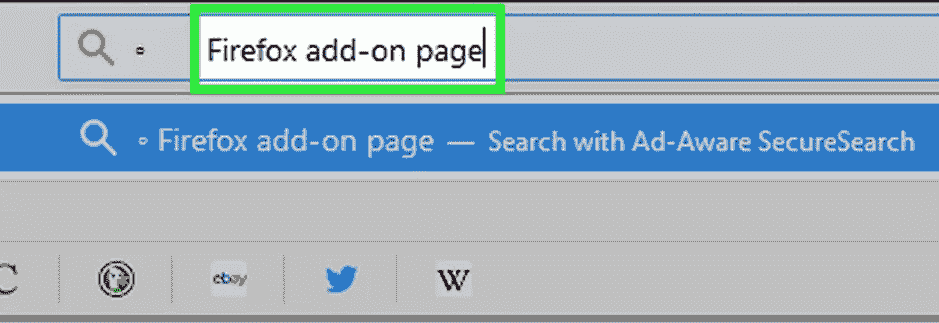 Firefox add-on page
Firefox add-on page — Search with Ad-Aware SecureSearch
C
ebay
W